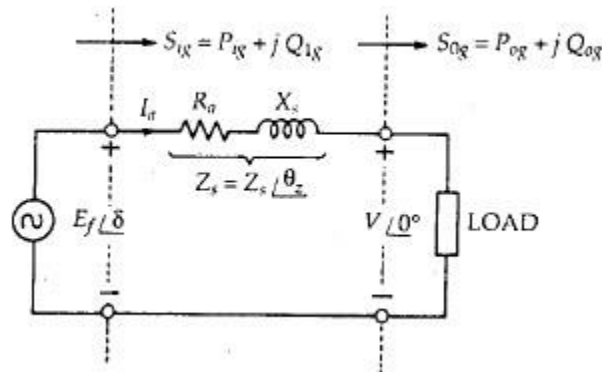 S_ig = P_ig + j Q_1g
S_0g = P_og + j Q_og
I_a
R_a
X_s
+
+
Z_s = Z_s ∠θ_z
E_f ∠δ
V ∠0°
LOAD
−
−